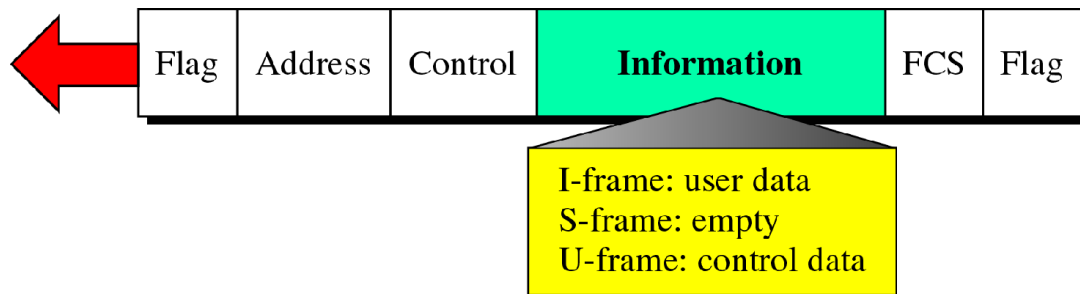 Flag Address Control Information FCS Flag
I-frame: user data
S-frame: empty
U-frame: control data